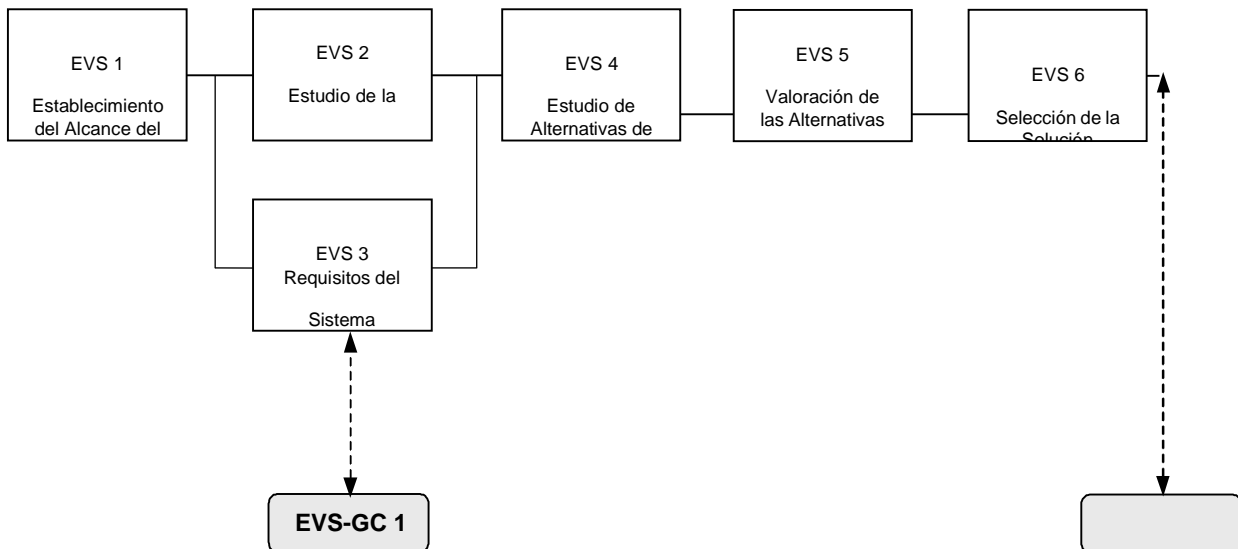 EVS 1
Establecimiento
del Alcance del
EVS 2
Estudio de la
EVS 3
Requisitos del
Sistema
EVS 4
Estudio de
Alternativas de
EVS 5
Valoración de
las Alternativas
EVS 6
Selección de la
Solución
EVS-GC 1